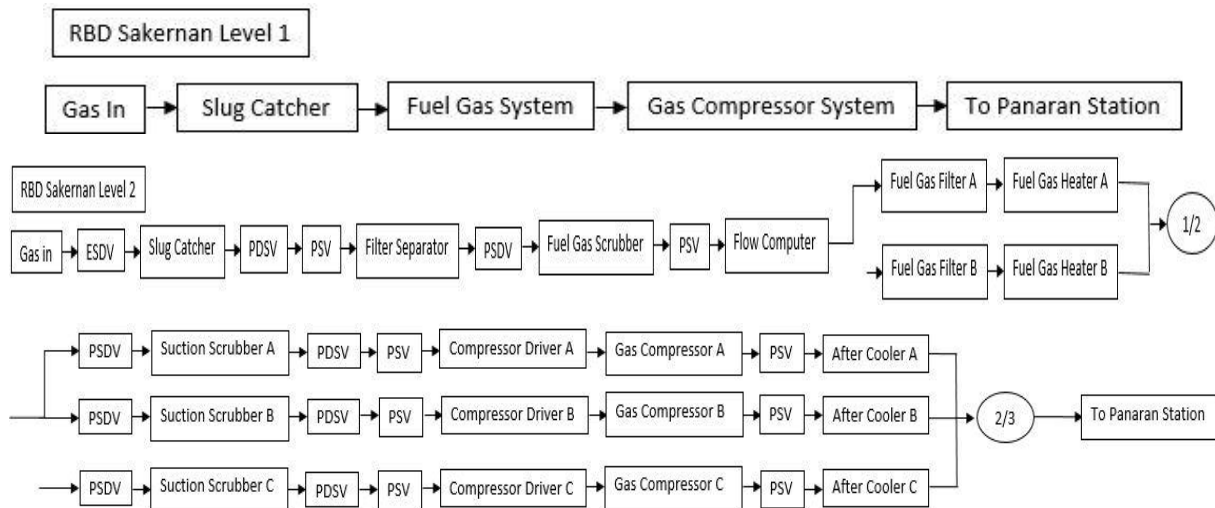 RBD Sakernan Level 1
Gas In Slug Catcher Fuel Gas System Gas Compressor System To Panaran Station
RBD Sakernan Level 2
Fuel Gas Filter A Fuel Gas Heater A
1/2
Gas in ESDV Slug Catcher PDSV PSV Filter Separator PSDV Fuel Gas Scrubber PSV Flow Computer
Fuel Gas Filter B Fuel Gas Heater B
PSDV Suction Scrubber A PDSV PSV Compressor Driver A Gas Compressor A PSV After Cooler A
PSDV Suction Scrubber B PDSV PSV Compressor Driver B Gas Compressor B PSV After Cooler B 2/3 To Panaran Station
PSDV Suction Scrubber C PDSV PSV Compressor Driver C Gas Compressor C PSV After Cooler C